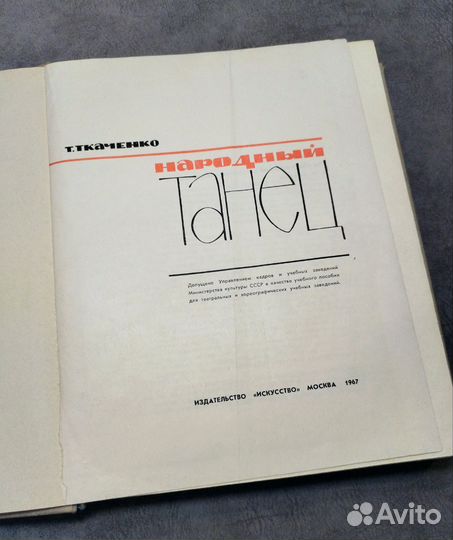 Т. ТКАЧЕНКО
народный
танец
Допущено Управлением кадров и учебных заведений
Министерства культуры СССР в качестве учебного пособия
для театральных и хореографических учебных заведений.
ИЗДАТЕЛЬСТВО «ИСКУССТВО» МОСКВА 1967
Avito